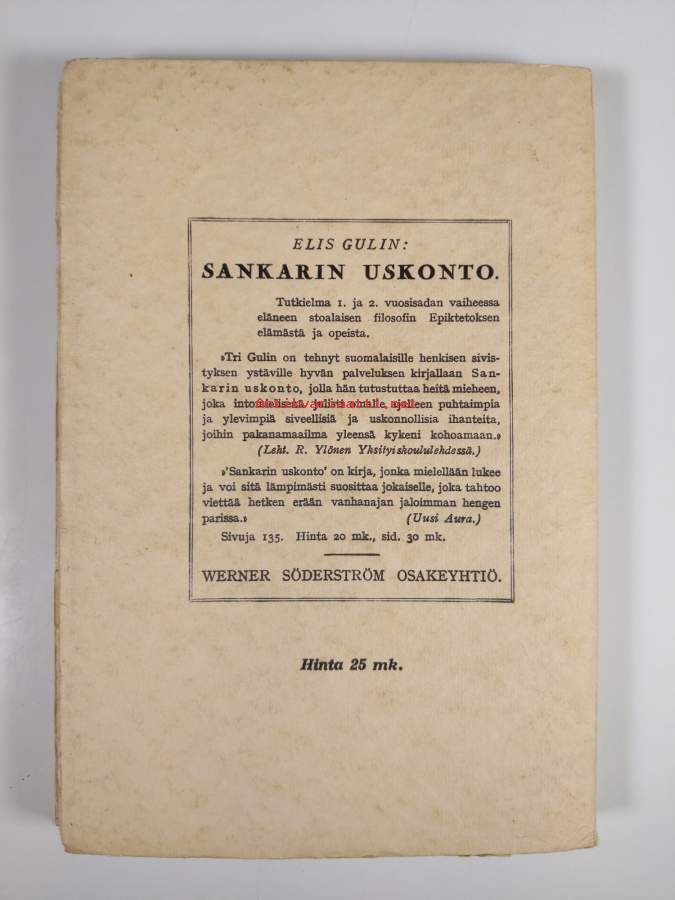 ELIS GULIN:
SANKARIN USKONTO.
Tutkielma 1. ja 2. vuosisadan vaiheessa
eläneen stoalaisen filosofin Epiktetoksen
elämästä ja opeista.
»Tri Gulin on tehnyt suomalaisille henkisen sivis-
tyksen ystäville hyvän palveluksen kirjallaan San-
karin uskonto, jolla hän tutustuttaa heitä mieheen,
joka julisti ajalleen puhtaimpia
ja ylevimpiä siveellisiä ja uskonnollisia ihanteita,
joihin pakanamaailma yleensä kykeni kohoamaan.»
(Leht. R. Ylönen Yksityiskoululehdessä.)
»'Sankarin uskonto' on kirja, jonka mielellään lukee
ja voi sitä lämpimästi suosittaa jokaiselle, joka tahtoo
viettää hetken erään vanhanajan jaloimman hengen
parissa.» (Uusi Aura.)
Sivuja 135. Hinta 20 mk., sid. 30 mk.
WERNER SÖDERSTRÖM OSAKEYHTIÖ.
Hinta 25 mk.